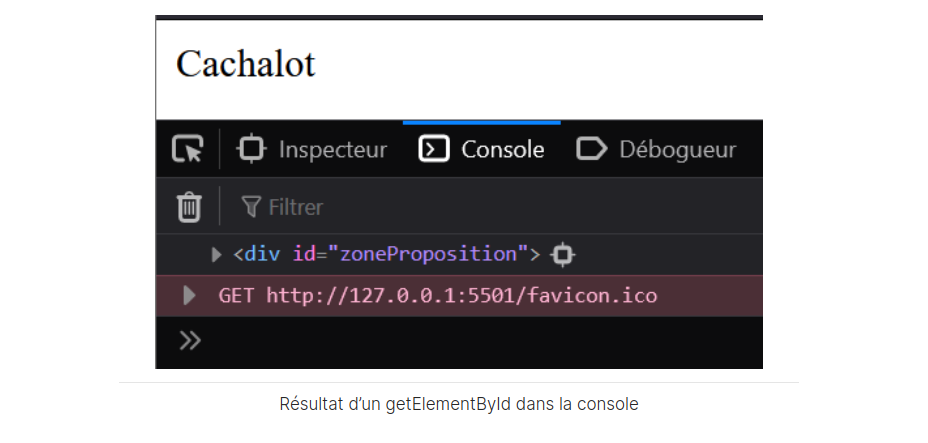 Cachalot
Inspecteur Console Débogueur
Filtrer
<div id="zoneProposition">
GET http://127.0.0.1:5501/favicon.ico
Résultat d’un getElementById dans la console